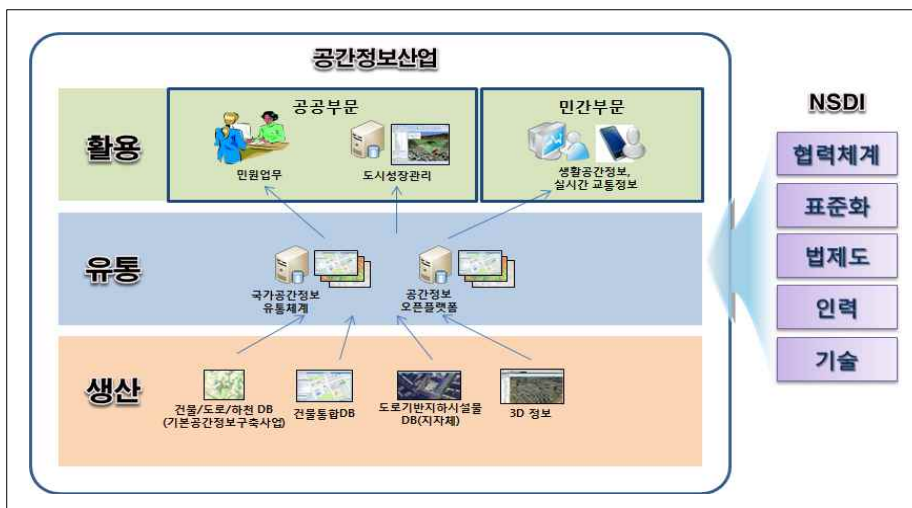 공간정보산업
NSDI
활용
공공부문
민원업무
도시성장관리
민간부문
생활공간정보,
실시간 교통정보
유통
국가공간정보
유통체계
공간정보
오픈플랫폼
생산
건물/도로/하천 DB
(기본공간정보구축사업)
건물통합DB
도로기반지하시설물
DB(지자체)
3D 정보
협력체계
표준화
법제도
인력
기술